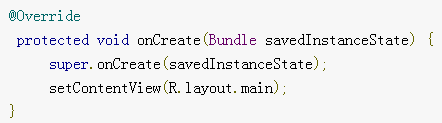 @Override
protected void onCreate(Bundle savedInstanceState) {
super.onCreate(savedInstanceState);
setContentView(R.layout.main);
}